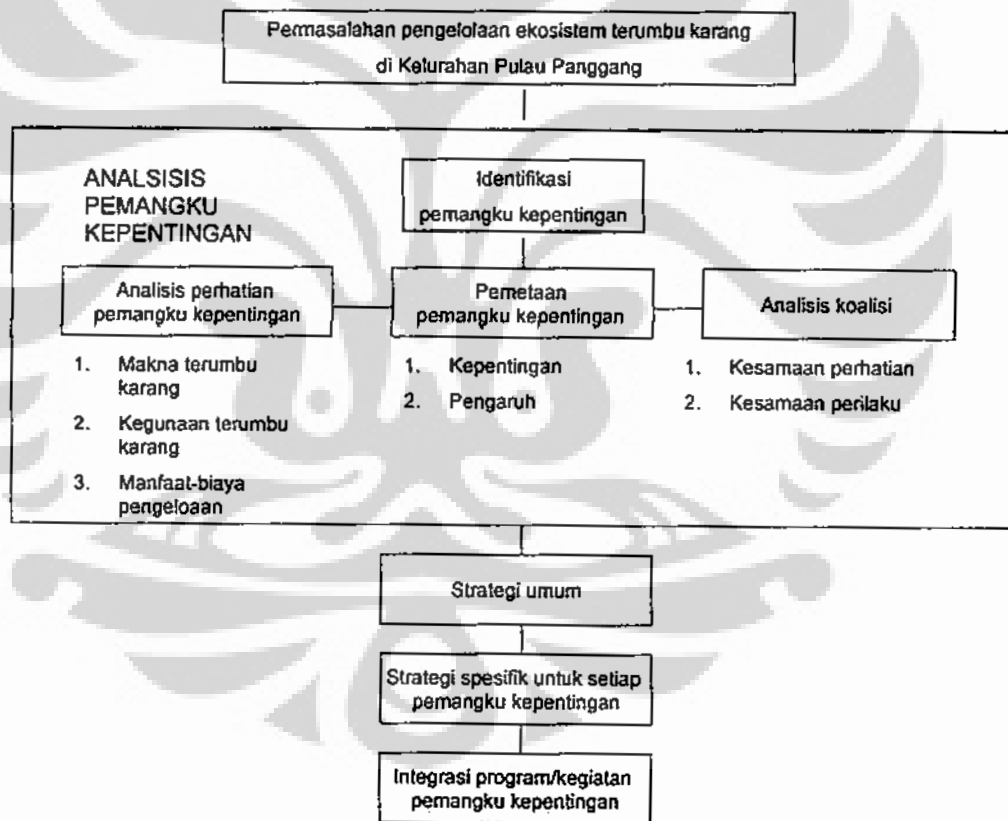 Permasalahan pengelolaan ekosistem terumbu karang
di Kelurahan Pulau Panggang
ANALSISIS
PEMANGKU
KEPENTINGAN
Identifikasi
pemangku kepentingan
Analisis perhatian
pemangku kepentingan
Pemetaan
pemangku kepentingan
Analisis koalisi
1. Makna terumbu
karang
2. Kegunaan terumbu
karang
3. Manfaat-biaya
pengeloaan
1. Kepentingan
2. Pengaruh
1. Kesamaan perhatian
2. Kesamaan perilaku
Strategi umum
Strategi spesifik untuk setiap
pemangku kepentingan
Integrasi program/kegiatan
pemangku kepentingan